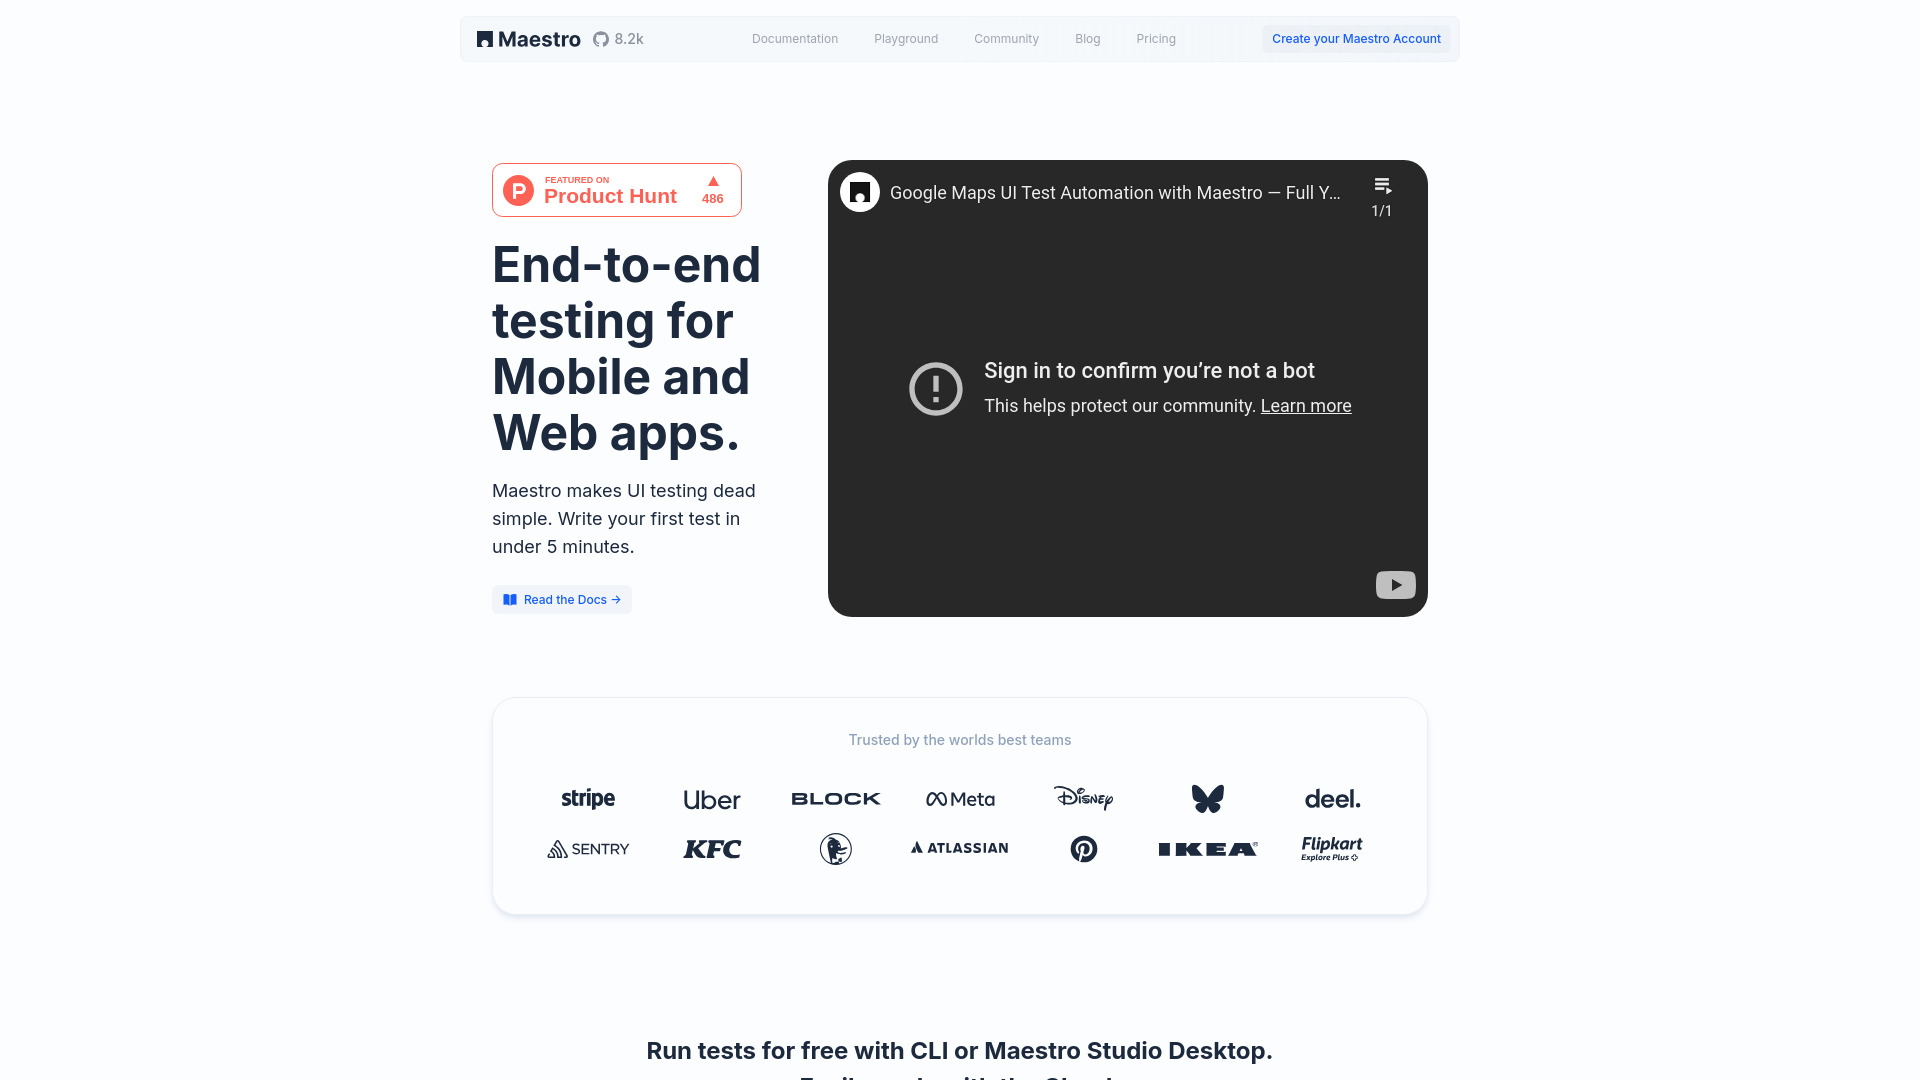 Maestro 8.2k Documentation Playground Community Blog Pricing Create your Maestro Account
FEATURED ON
Product Hunt
486
End-to-end
testing for
Mobile and
Web apps.
Maestro makes UI testing dead
simple. Write your first test in
under 5 minutes.
Read the Docs →
Google Maps UI Test Automation with Maestro — Full Y...
1/1
Sign in to confirm you're not a bot
This helps protect our community. Learn more
Trusted by the worlds best teams
stripe Uber BLOCK Meta Disney deel.
SENTRY KFC ATLASSIAN IKEA Flipkart
Explore Plus
Run tests for free with CLI or Maestro Studio Desktop.